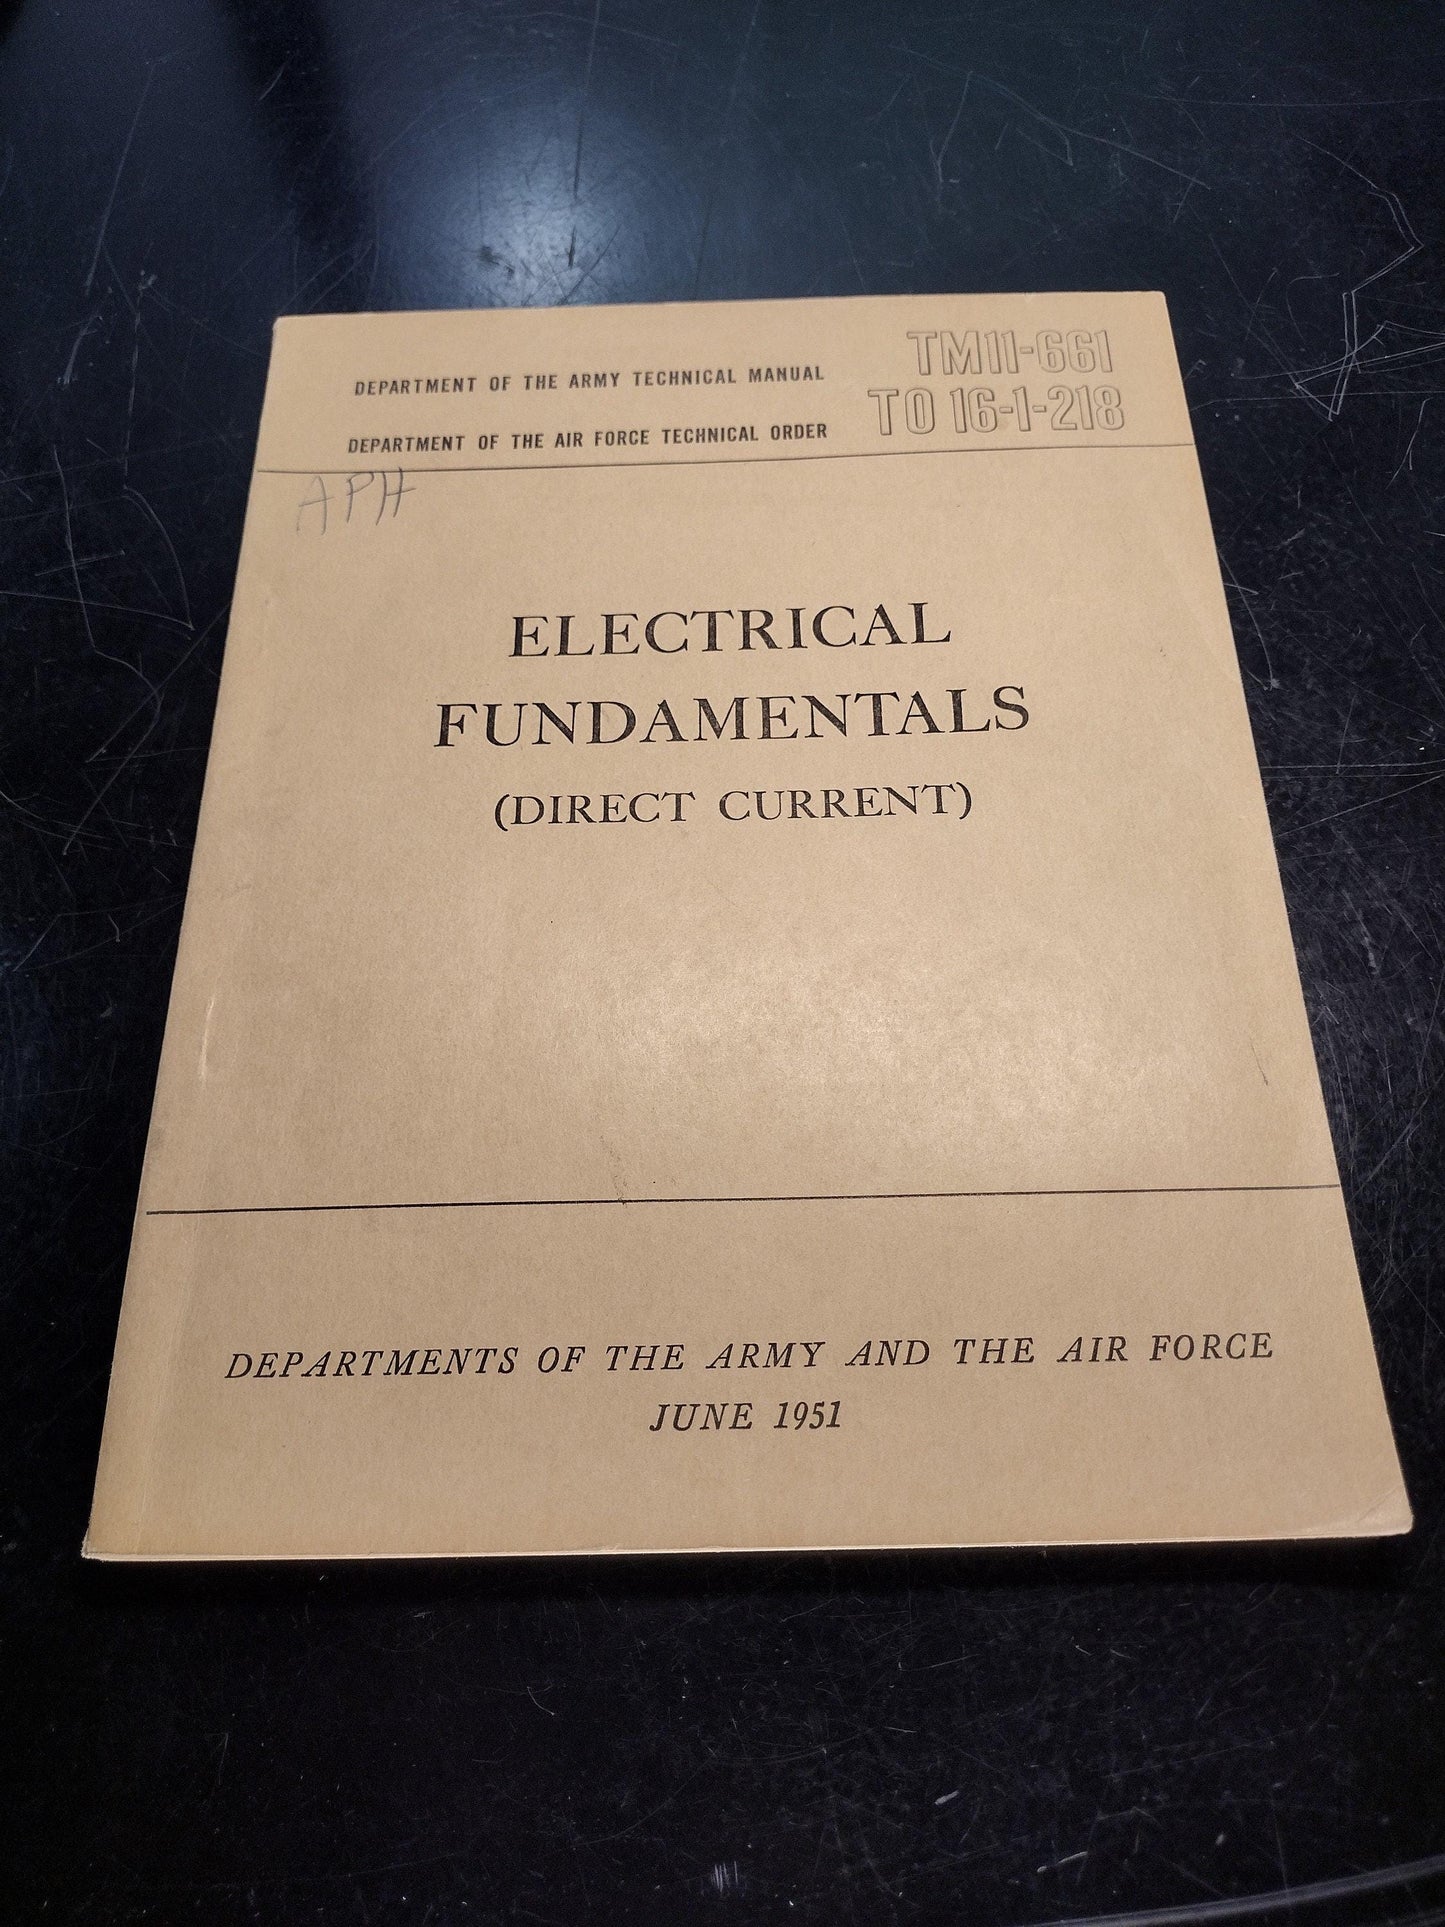 DEPARTMENT OF THE ARMY TECHNICAL MANUAL TM11-661
DEPARTMENT OF THE AIR FORCE TECHNICAL ORDER TO 16-1-218
APH
ELECTRICAL
FUNDAMENTALS
(DIRECT CURRENT)
DEPARTMENTS OF THE ARMY AND THE AIR FORCE
JUNE 1951